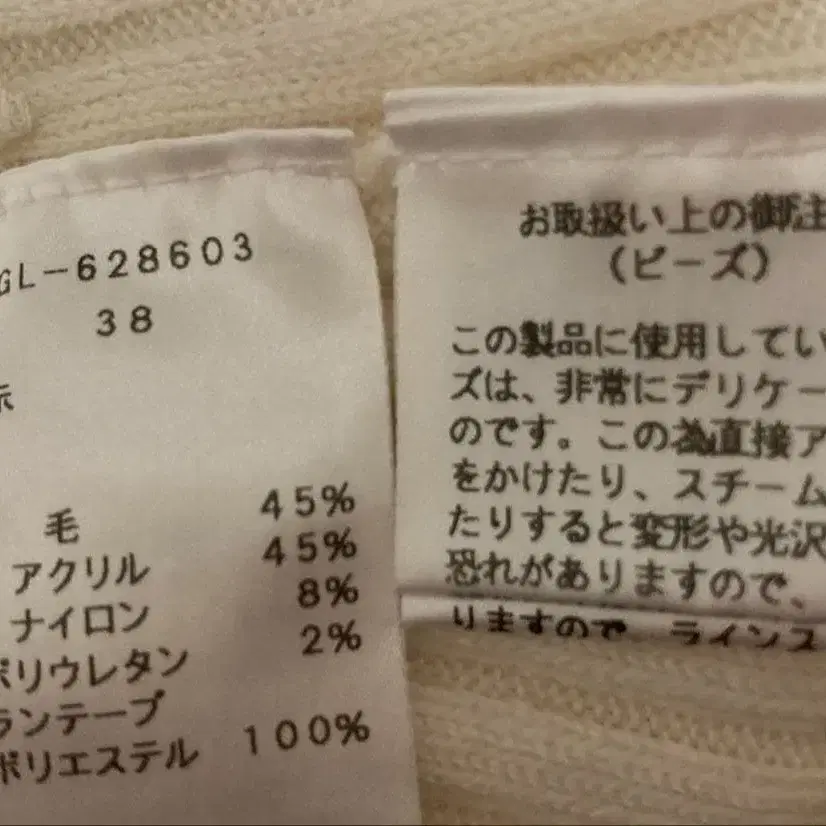 GL-628603
38
示
毛 45%
アクリル 45%
ナイロン 8%
ポリウレタン 2%
ランテープ
ポリエステル 100%
お取扱い上の御注
(ビーズ)
この製品に使用してい
ズは、非常にデリケー
のです。この為直接ア
をかけたり、スチーム
たりすると変形や光沢
恐れがありますので、
りますので ラインス